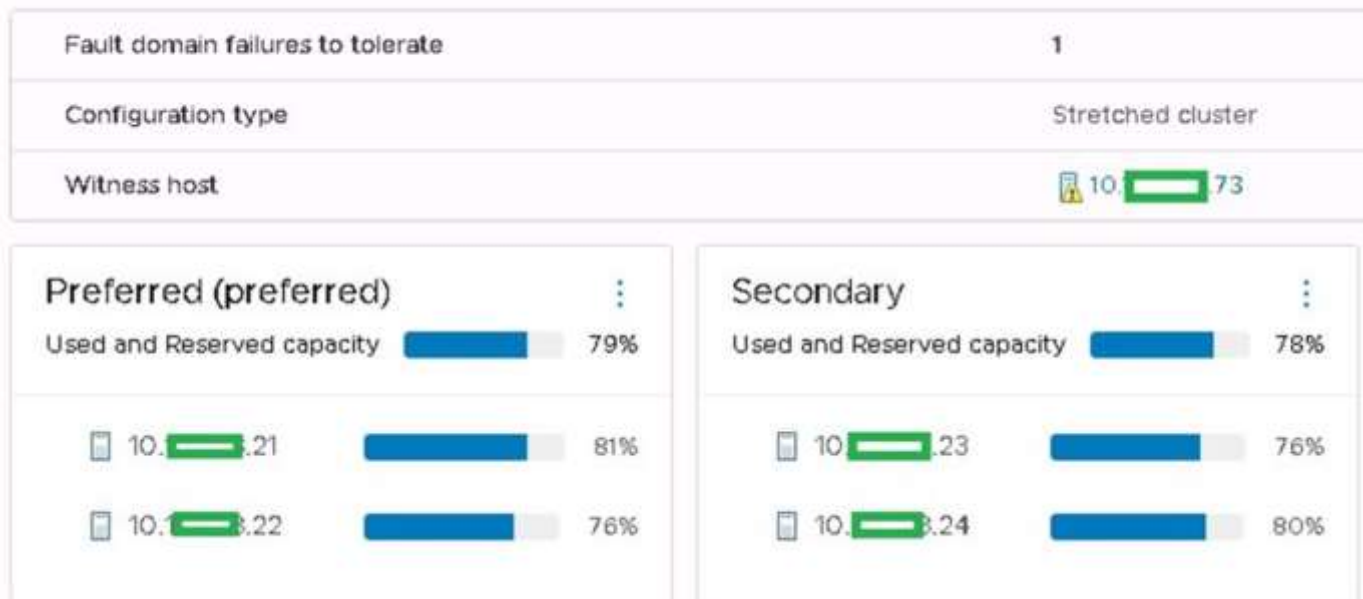 Fault domain failures to tolerate 1
Configuration type Stretched cluster
Witness host 10. .73
Preferred (preferred)
Used and Reserved capacity 79%
10. .21 81%
10. .22 76%
Secondary
Used and Reserved capacity 78%
10. .23 76%
10. .24 80%